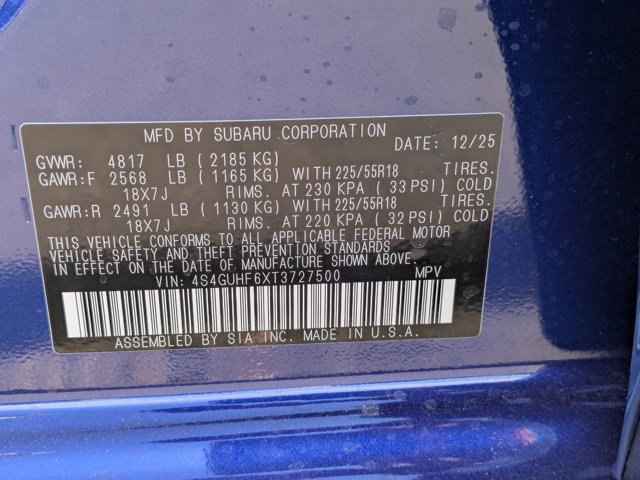 MFD BY SUBARU CORPORATION DATE: 12/25
GVWR: 4817 LB (2185 KG)
GAWR:F 2568 LB (1165 KG) WITH 225/55R18 TIRES.
18X7J RIMS. AT 230 KPA (33 PSI) COLD
GAWR:R 2491 LB (1130 KG) WITH 225/55R18 TIRES.
18X7J RIMS. AT 220 KPA (32 PSI) COLD
THIS VEHICLE CONFORMS TO ALL APPLICABLE FEDERAL MOTOR
VEHICLE SAFETY AND THEFT PREVENTION STANDARDS
IN EFFECT ON THE DATE OF MANUFACTURE SHOWN ABOVE.
VIN: 4S4GUHF6XT3727500 MPV
ASSEMBLED BY SIA INC. MADE IN U.S.A.